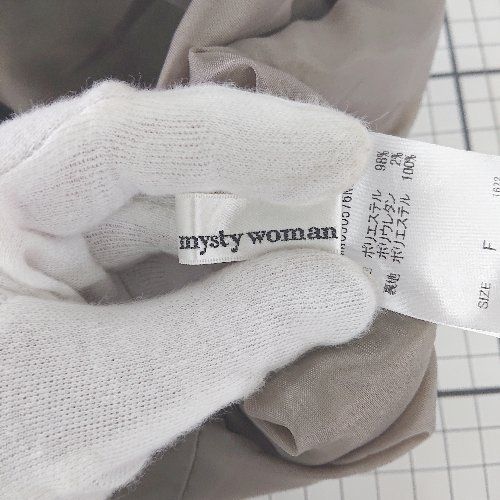 mysty woman
ポリエステル 98%
ポリウレタン 2%
裏地 ポリエステル 100%
SIZE F